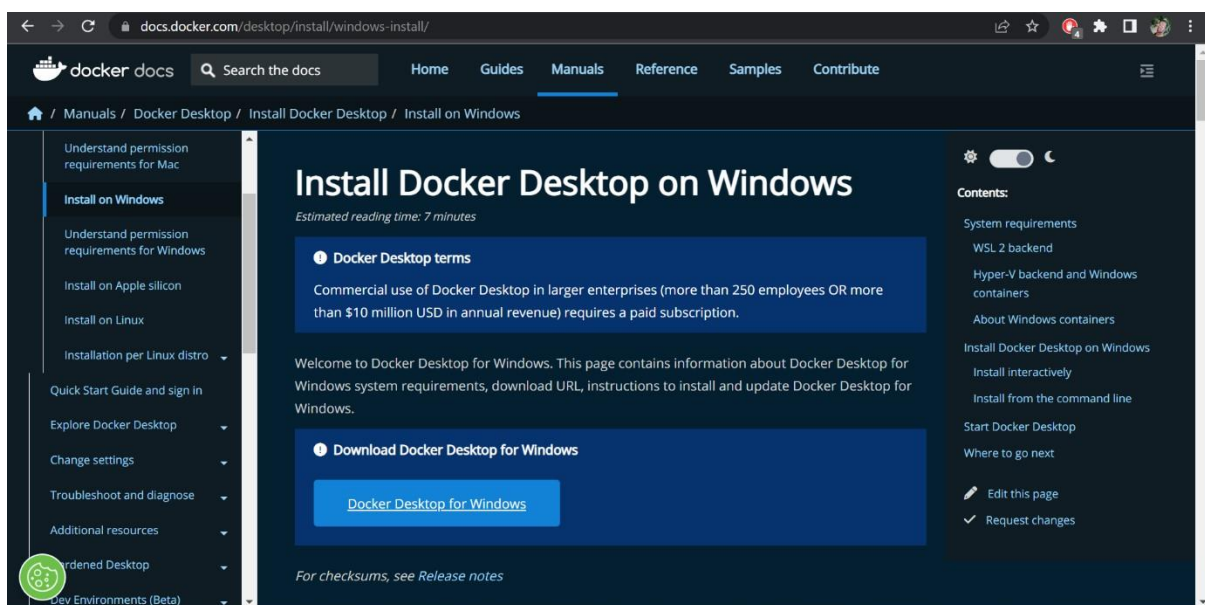 docs.docker.com/desktop/install/windows-install/
4
docker docs
Search the docs
Home
Guides
Manuals
Reference
Samples
Contribute
/ Manuals / Docker Desktop / Install Docker Desktop / Install on Windows
Understand permission
requirements for Mac
Install on Windows
Understand permission
requirements for Windows
Install on Apple silicon
Install on Linux
Installation per Linux distro
Quick Start Guide and sign in
Explore Docker Desktop
Change settings
Troubleshoot and diagnose
Additional resources
rdened Desktop
Dev Environments (Beta)
Install Docker Desktop on Windows
Estimated reading time: 7 minutes
Docker Desktop terms
Commercial use of Docker Desktop in larger enterprises (more than 250 employees OR more
than $10 million USD in annual revenue) requires a paid subscription.
Welcome to Docker Desktop for Windows. This page contains information about Docker Desktop for
Windows system requirements, download URL, instructions to install and update Docker Desktop for
Windows.
Download Docker Desktop for Windows
Docker Desktop for Windows
For checksums, see Release notes
Contents:
System requirements
WSL 2 backend
Hyper-V backend and Windows
containers
About Windows containers
Install Docker Desktop on Windows
Install interactively
Install from the command line
Start Docker Desktop
Where to go next
Edit this page
Request changes